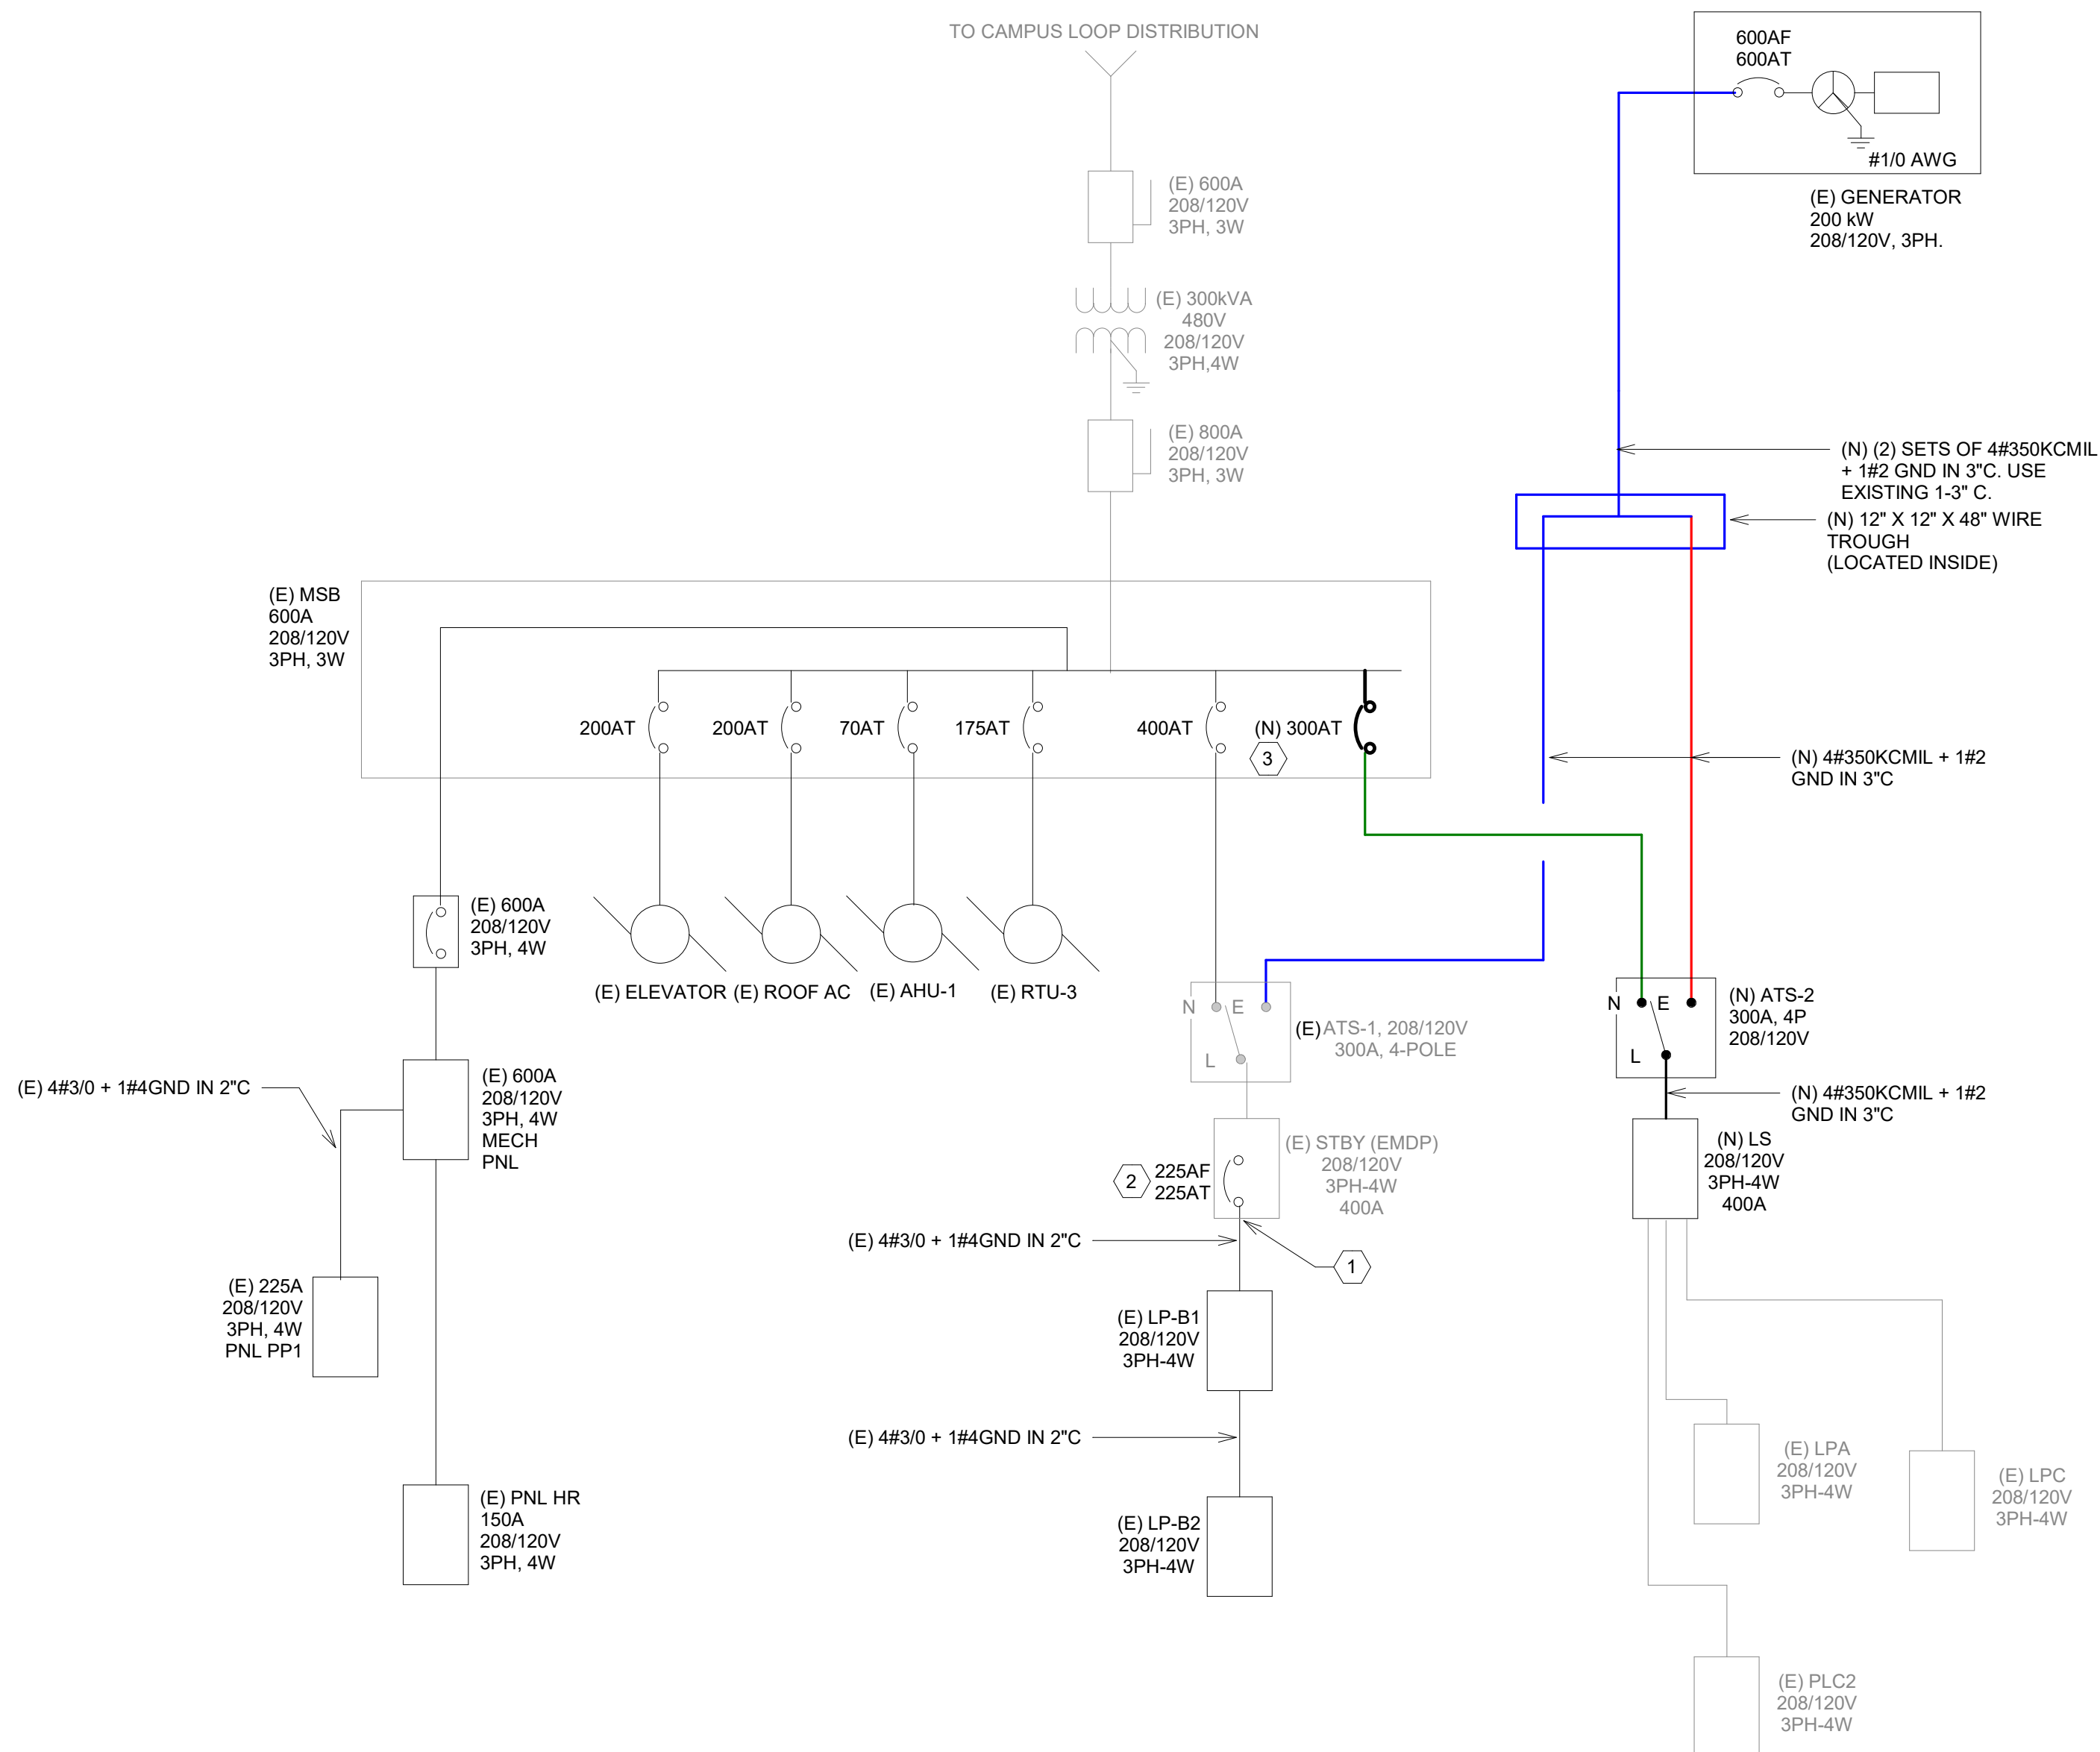 TO CAMPUS LOOP DISTRIBUTION
600AF
600AT
#1/0 AWG
(E) GENERATOR
200 kW
208/120V, 3PH.
(E) 600A
208/120V
3PH, 3W
(E) 300kVA
480V
208/120V
3PH,4W
(E) 800A
208/120V
3PH, 3W
(N) (2) SETS OF 4#350KCMIL
+ 1#2 GND IN 3"C. USE
EXISTING 1-3" C.
(N) 12" X 12" X 48" WIRE
TROUGH
(LOCATED INSIDE)
(E) MSB
600A
208/120V
3PH, 3W
200AT
200AT
70AT
175AT
400AT
(N) 300AT
3
(N) 4#350KCMIL + 1#2
GND IN 3"C
(E) 600A
208/120V
3PH, 4W
(E) ELEVATOR
(E) ROOF AC
(E) AHU-1
(E) RTU-3
N
E
L
(E) ATS-1, 208/120V
300A, 4-POLE
N
E
L
(N) ATS-2
300A, 4P
208/120V
(E) 4#3/0 + 1#4GND IN 2"C
(E) 600A
208/120V
3PH, 4W
MECH
PNL
(N) 4#350KCMIL + 1#2
GND IN 3"C
(E) STBY (EMDP)
208/120V
3PH-4W
400A
2
225AF
225AT
(N) LS
208/120V
3PH-4W
400A
(E) 4#3/0 + 1#4GND IN 2"C
1
(E) 225A
208/120V
3PH, 4W
PNL PP1
(E) LP-B1
208/120V
3PH-4W
(E) 4#3/0 + 1#4GND IN 2"C
(E) LPA
208/120V
3PH-4W
(E) LPC
208/120V
3PH-4W
(E) PNL HR
150A
208/120V
3PH, 4W
(E) LP-B2
208/120V
3PH-4W
(E) PLC2
208/120V
3PH-4W